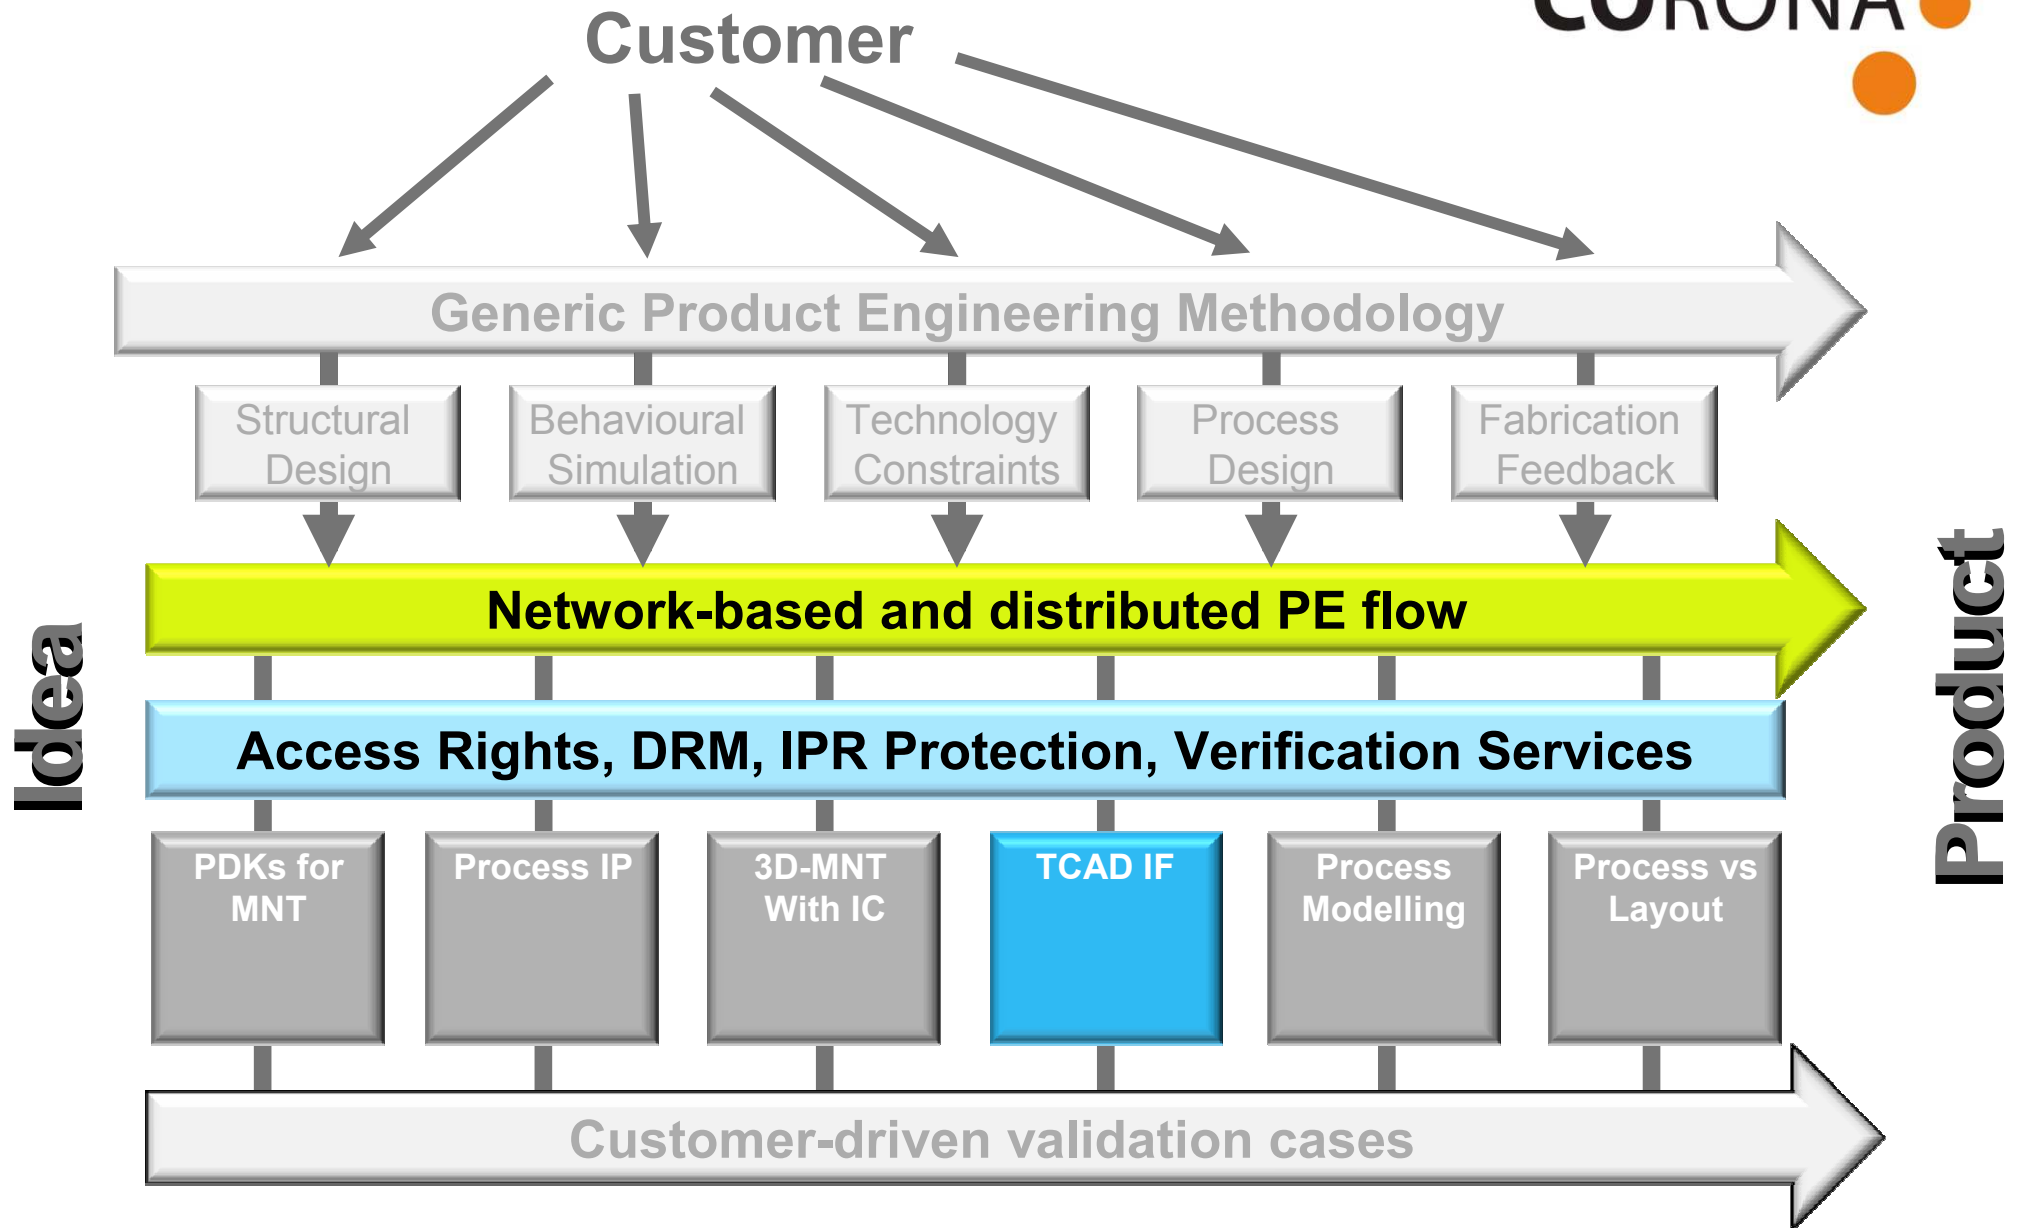 CORONA
Customer
Generic Product Engineering Methodology
Structural
Design
Behavioural
Simulation
Technology
Constraints
Process
Design
Fabrication
Feedback
Network-based and distributed PE flow
Idea
Product
Access Rights, DRM, IPR Protection, Verification Services
PDKs for
MNT
Process IP
3D-MNT
With IC
TCAD IF
Process
Modelling
Process vs
Layout
Customer-driven validation cases